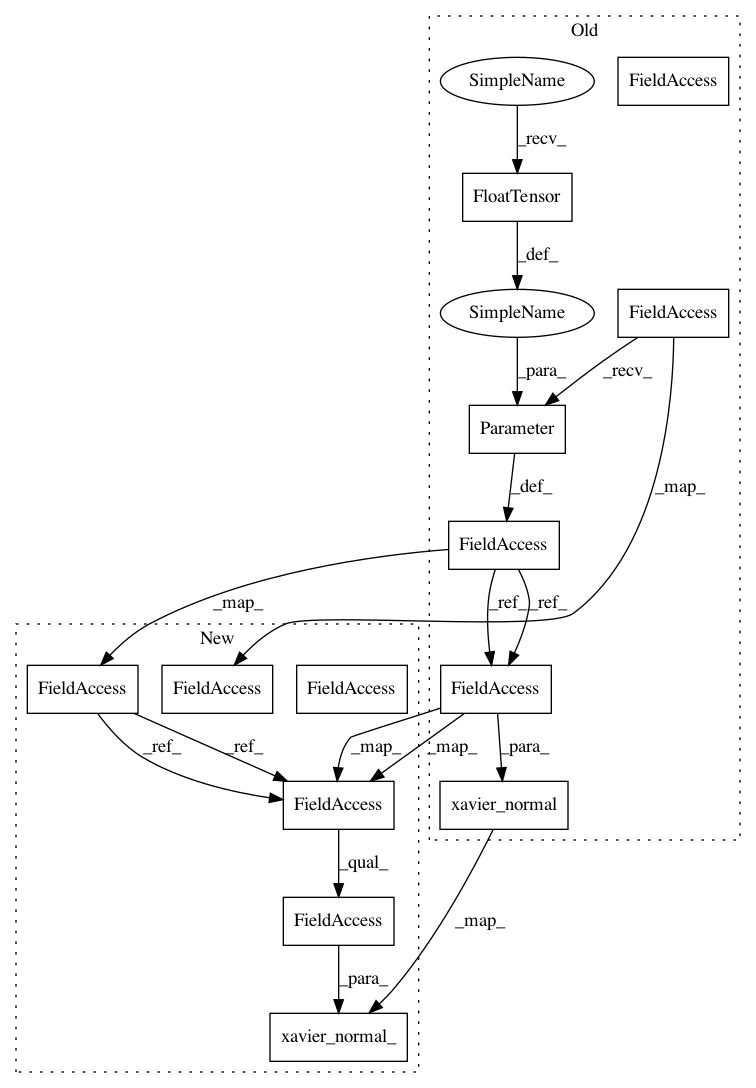 Old
SimpleName
FieldAccess
_recv_
FloatTensor
_def_
SimpleName
FieldAccess
_para_
_recv_
Parameter
_def_
_map_
FieldAccess
_map_
_ref_
_ref_
New
FieldAccess
FieldAccess
FieldAccess
FieldAccess
_ref_
_ref_
_map_
_map_
_para_
FieldAccess
xavier_normal
_qual_
FieldAccess
_map_
_para_
xavier_normal_